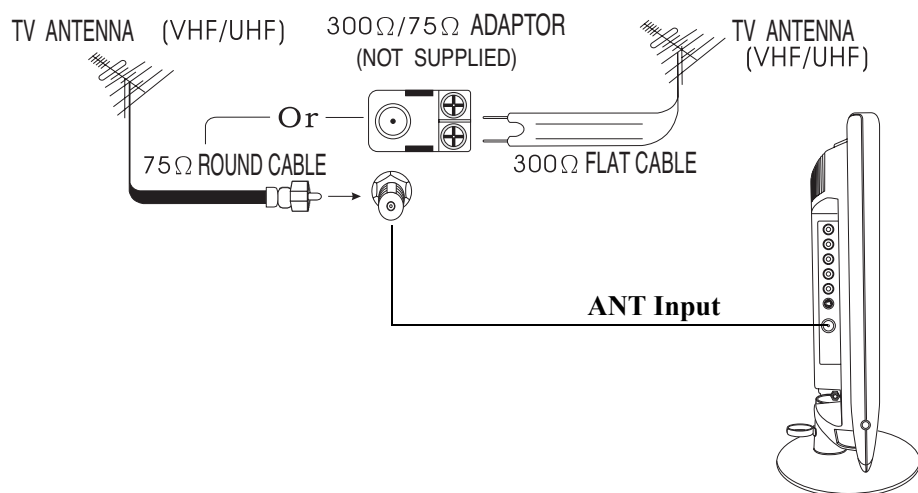 TV ANTENNA (VHF/UHF)
300Ω/75Ω ADAPTOR
(NOT SUPPLIED)
TV ANTENNA
(VHF/UHF)
Or
75Ω ROUND CABLE
300Ω FLAT CABLE
ANT Input